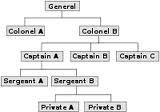 General
Colonel A Colonel B
Captain A Captain B Captain C
Sergeant A Sergeant B
Private A Private B